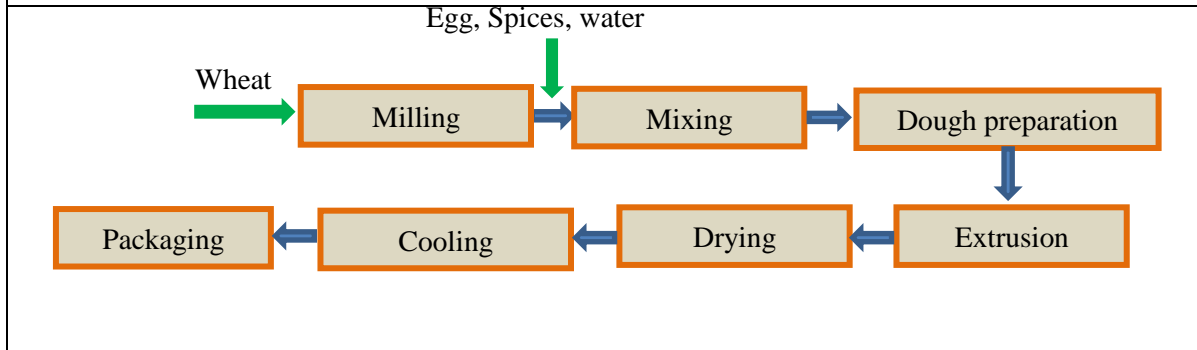 Egg, Spices, water
Wheat
Milling
Mixing
Dough preparation
Extrusion
Drying
Cooling
Packaging